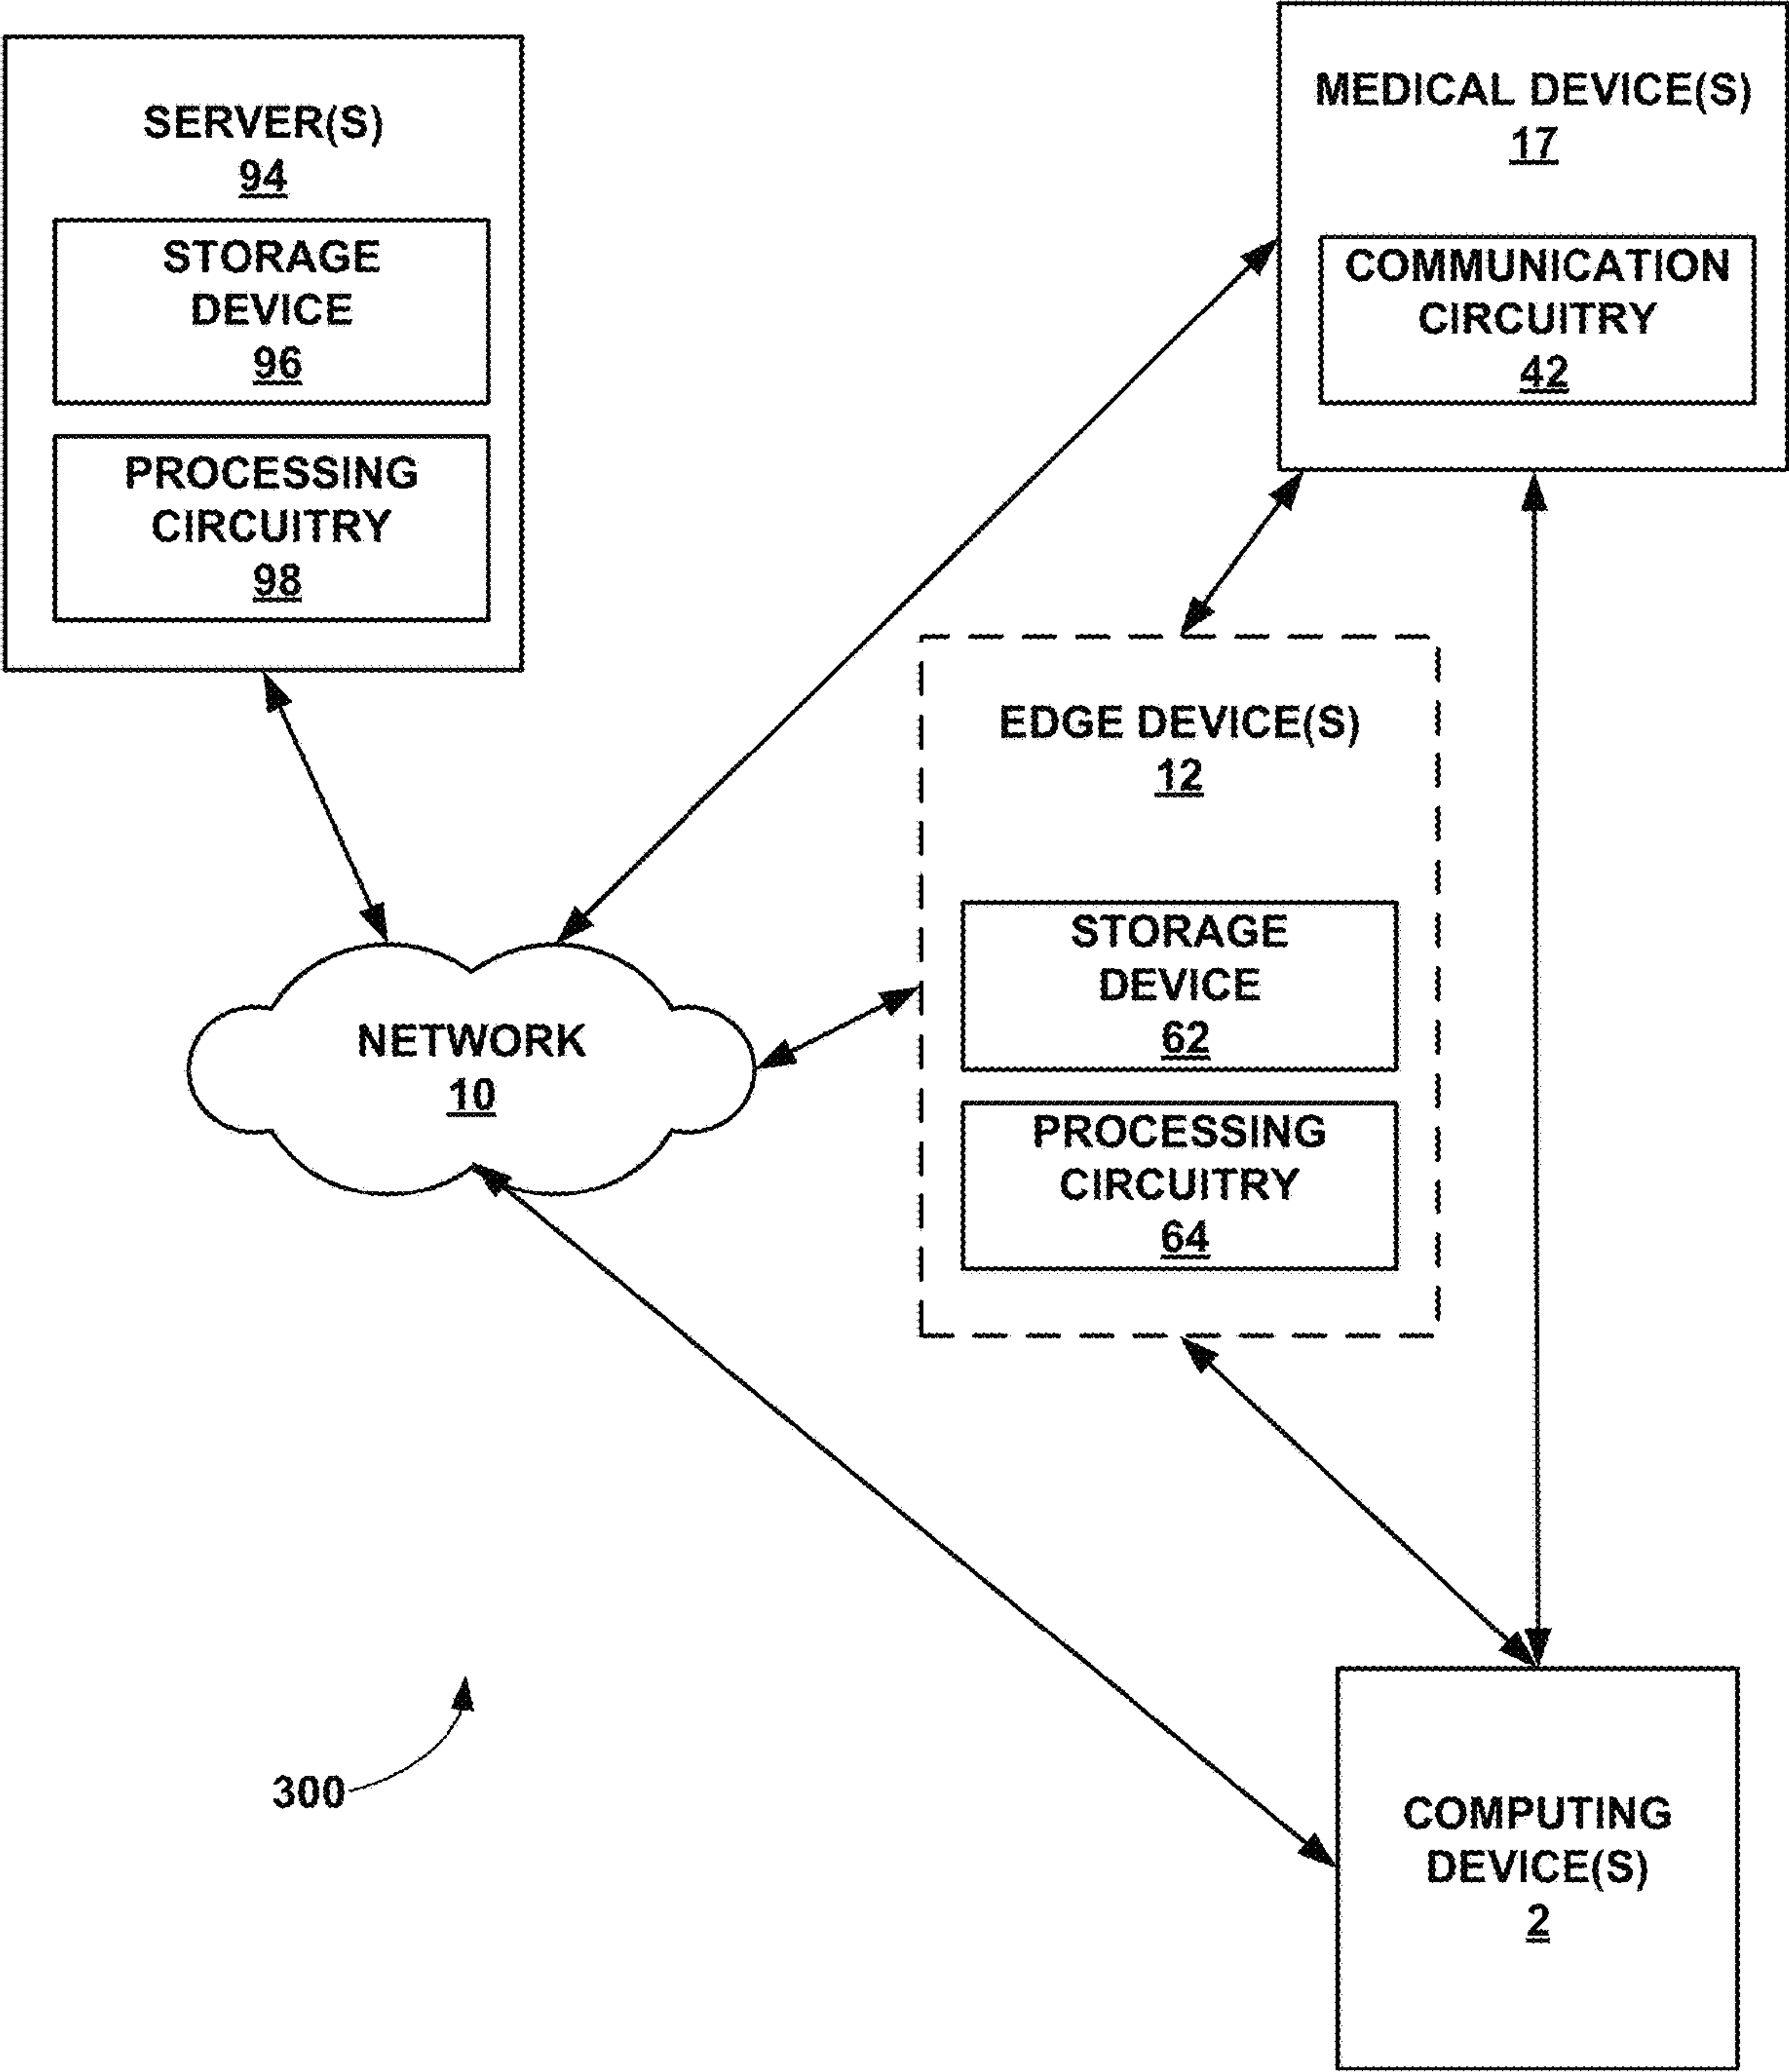 SERVER(S)
94
STORAGE
DEVICE
96
PROCESSING
CIRCUITRY
98
MEDICAL DEVICE(S)
17
COMMUNICATION
CIRCUITRY
42
EDGE DEVICE(S)
12
STORAGE
DEVICE
62
PROCESSING
CIRCUITRY
64
NETWORK
10
300
COMPUTING
DEVICE(S)
2